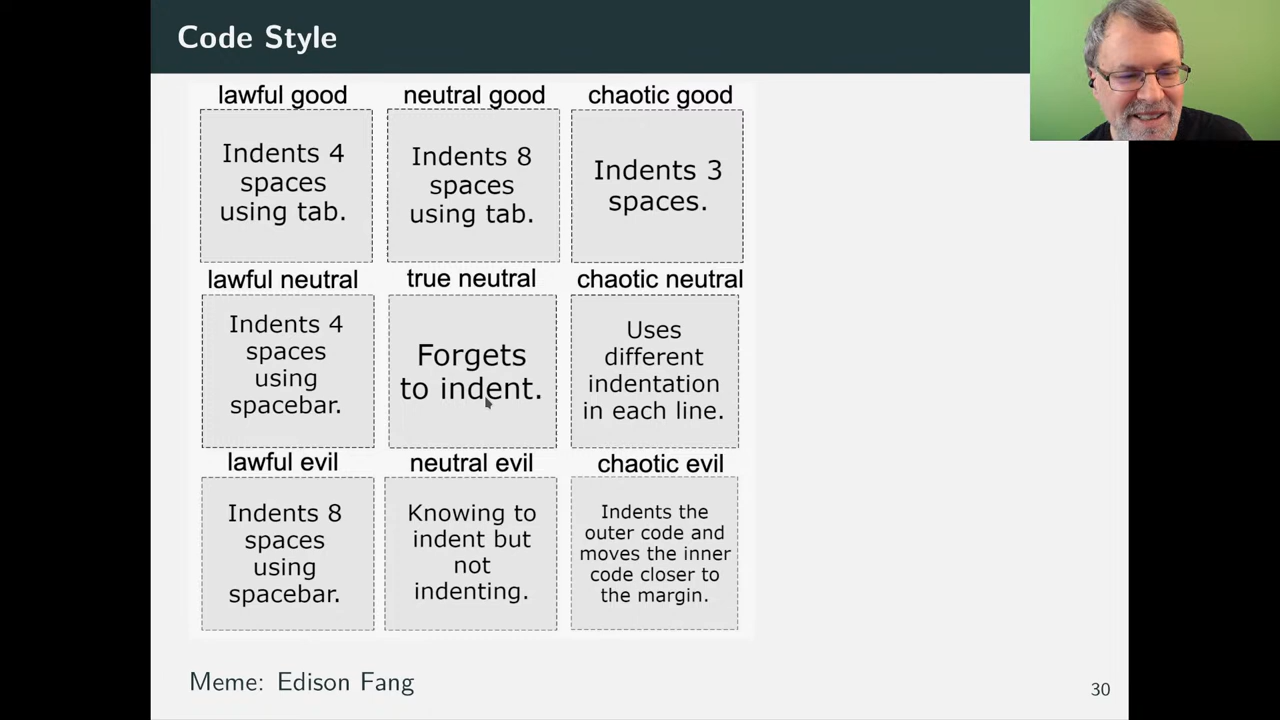 Code Style
lawful good
neutral good
chaotic good
Indents 4
spaces
using tab.
Indents 8
spaces
using tab.
Indents 3
spaces.
lawful neutral
true neutral
chaotic neutral
Indents 4
spaces
using
spacebar.
Forgets
to indent.
Uses
different
indentation
in each line.
lawful evil
neutral evil
chaotic evil
Indents 8
spaces
using
spacebar.
Knowing to
indent but
not
indenting.
Indents the
outer code and
moves the inner
code closer to
the margin.
Meme: Edison Fang
30